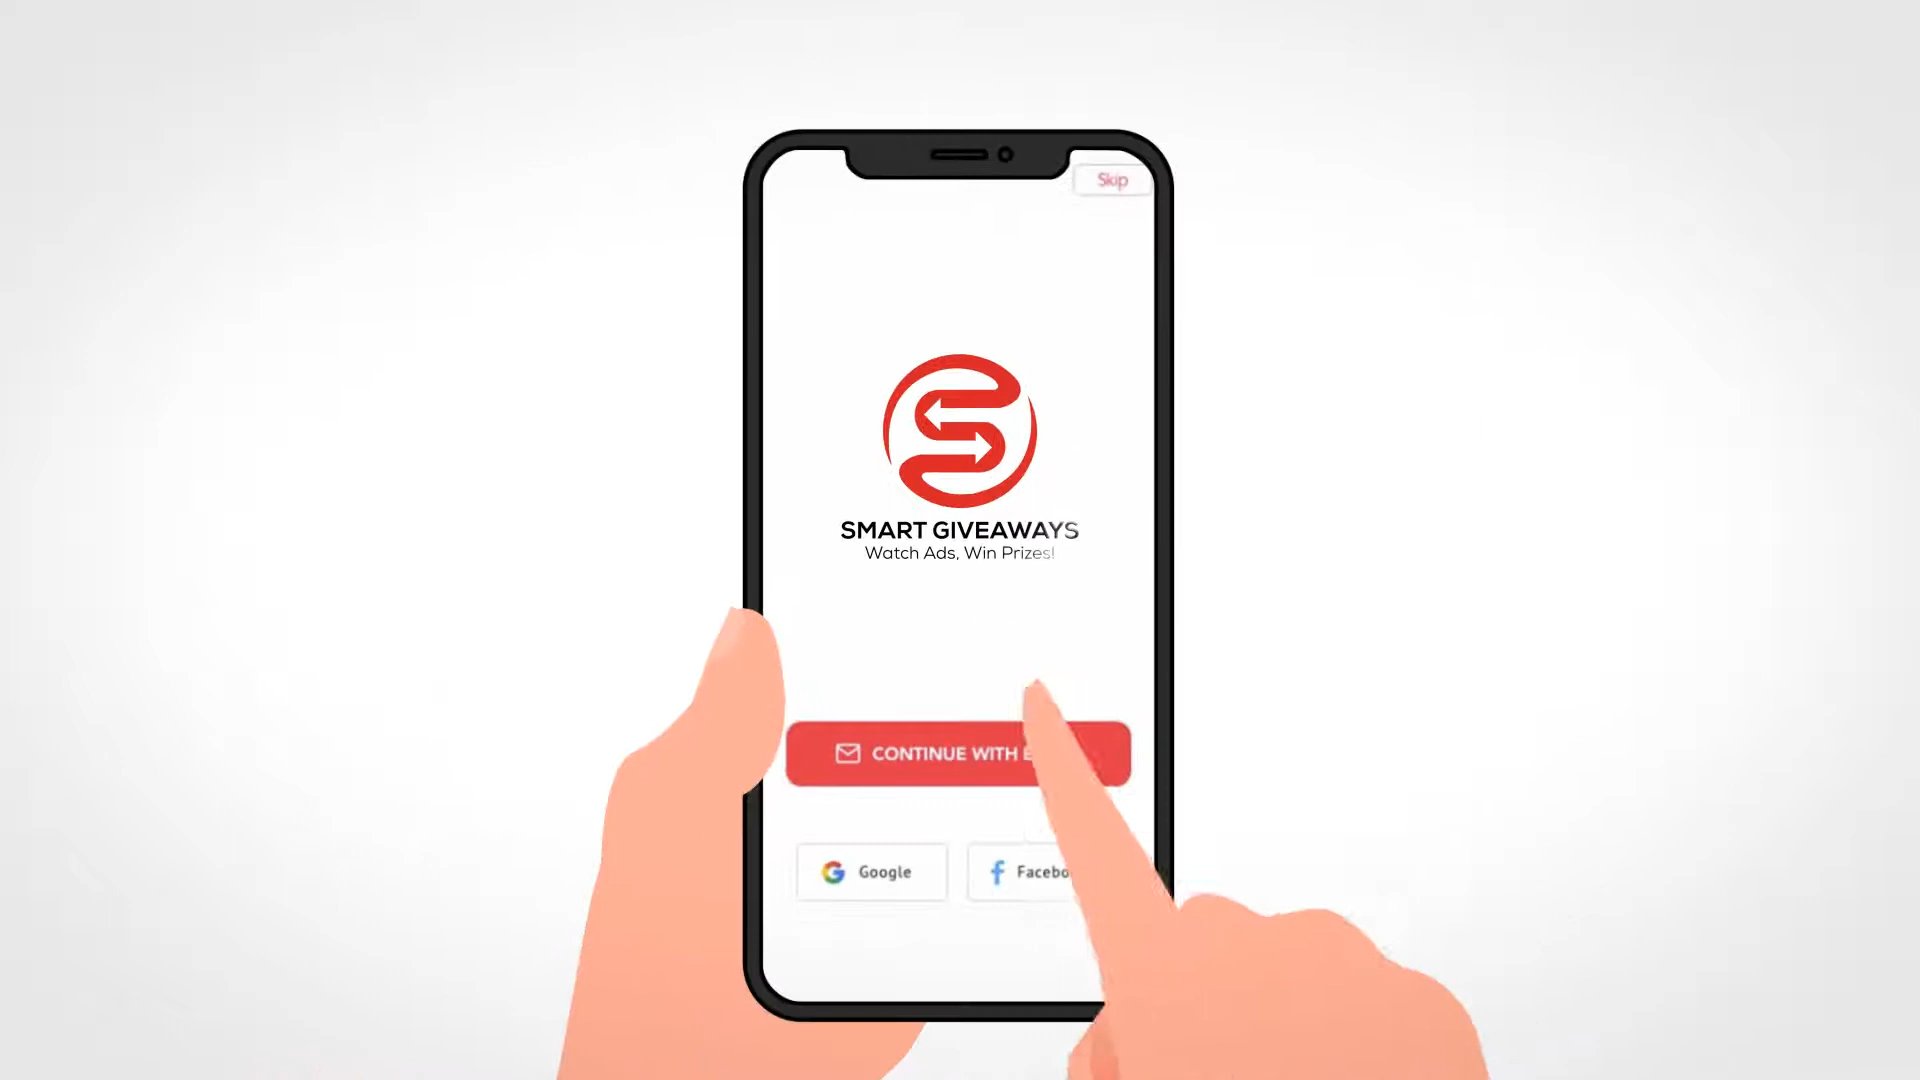 Skip
SMART GIVEAWAYS
Watch Ads, Win Prizes!
CONTINUE WITH E
Google
Facebo